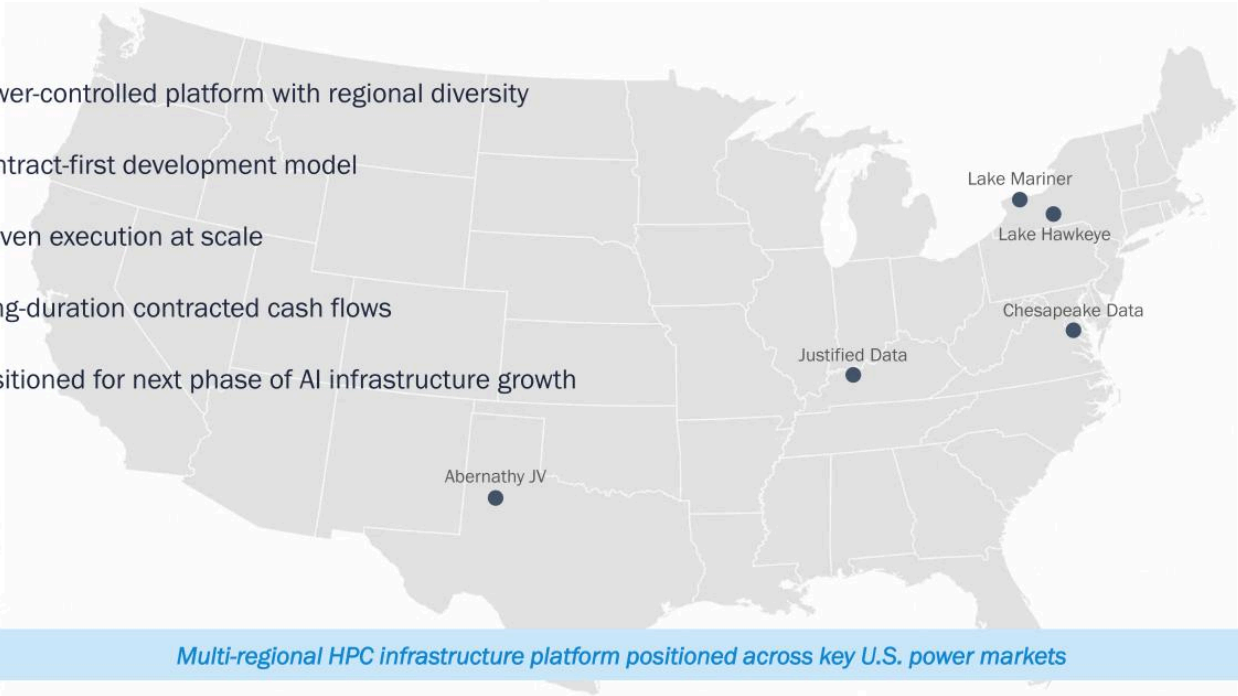 wer-controlled platform with regional diversity
ntract-first development model
ven execution at scale
ng-duration contracted cash flows
sitioned for next phase of AI infrastructure growth
Lake Mariner
Lake Hawkeye
Chesapeake Data
Justified Data
Abernathy JV
Multi-regional HPC infrastructure platform positioned across key U.S. power markets